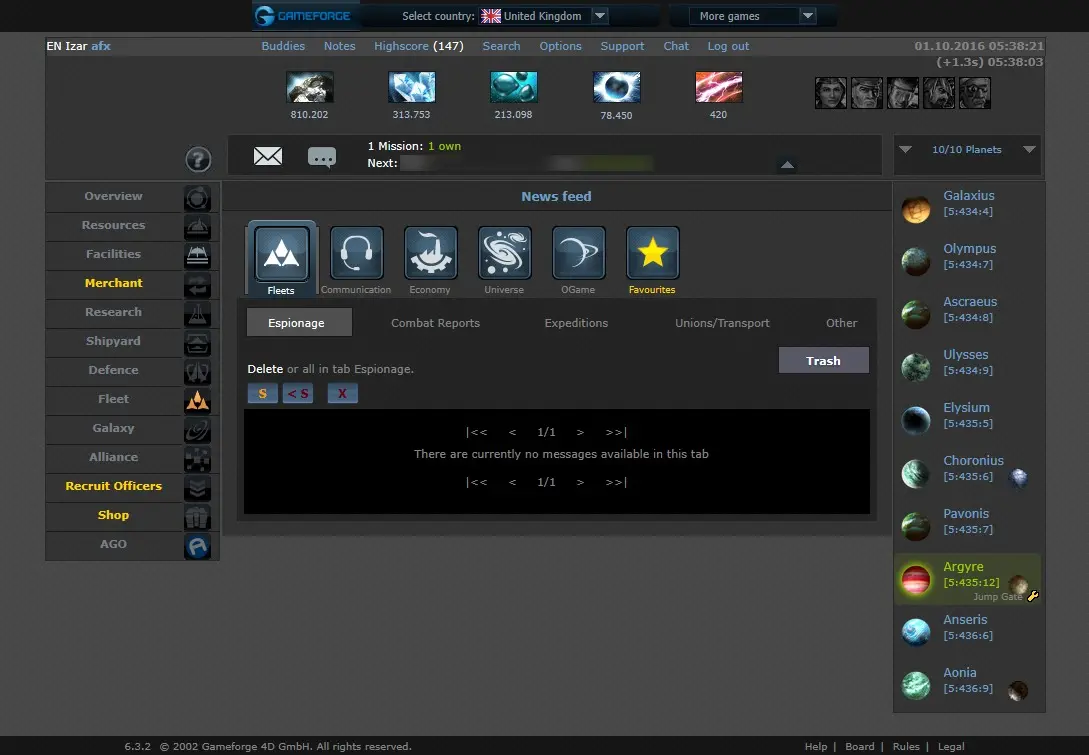 GAMEFORGE
Select country: United Kingdom
More games
EN Izar afx
Buddies Notes Highscore (147) Search Options Support Chat Log out
01.10.2016 05:38:21
(+1.3s) 05:38:03
810.202 313.753 213.098 78.450 420
?
1 Mission: 1 own
Next:
10/10 Planets
Overview
Resources
Facilities
Merchant
Research
Shipyard
Defence
Fleet
Galaxy
Alliance
Recruit Officers
Shop
AGO
News feed
Fleets Communication Economy Universe OGame Favourites
Espionage Combat Reports Expeditions Unions/Transport Other
Trash
Delete or all in tab Espionage.
S < S X
|<< < 1/1 > >>|
There are currently no messages available in this tab
|<< < 1/1 > >>|
Galaxius
[5:434:4]
Olympus
[5:434:7]
Ascraeus
[5:434:8]
Ulysses
[5:434:9]
Elysium
[5:435:5]
Choronius
[5:435:6]
Pavonis
[5:435:7]
Argyre
[5:435:12]
Jump Gate
Anseris
[5:436:6]
Aonia
[5:436:9]
6.3.2 © 2002 Gameforge 4D GmbH. All rights reserved.
Help | Board | Rules | Legal